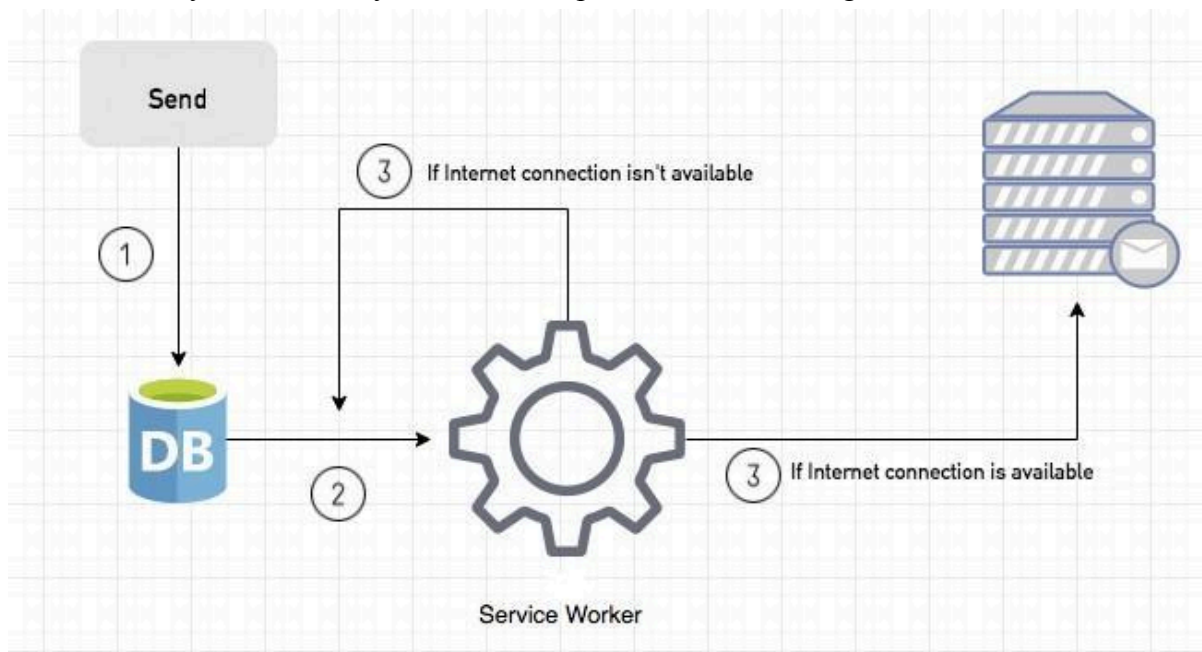 Send
3 If Internet connection isn't available
1
DB
2
3 If Internet connection is available
Service Worker